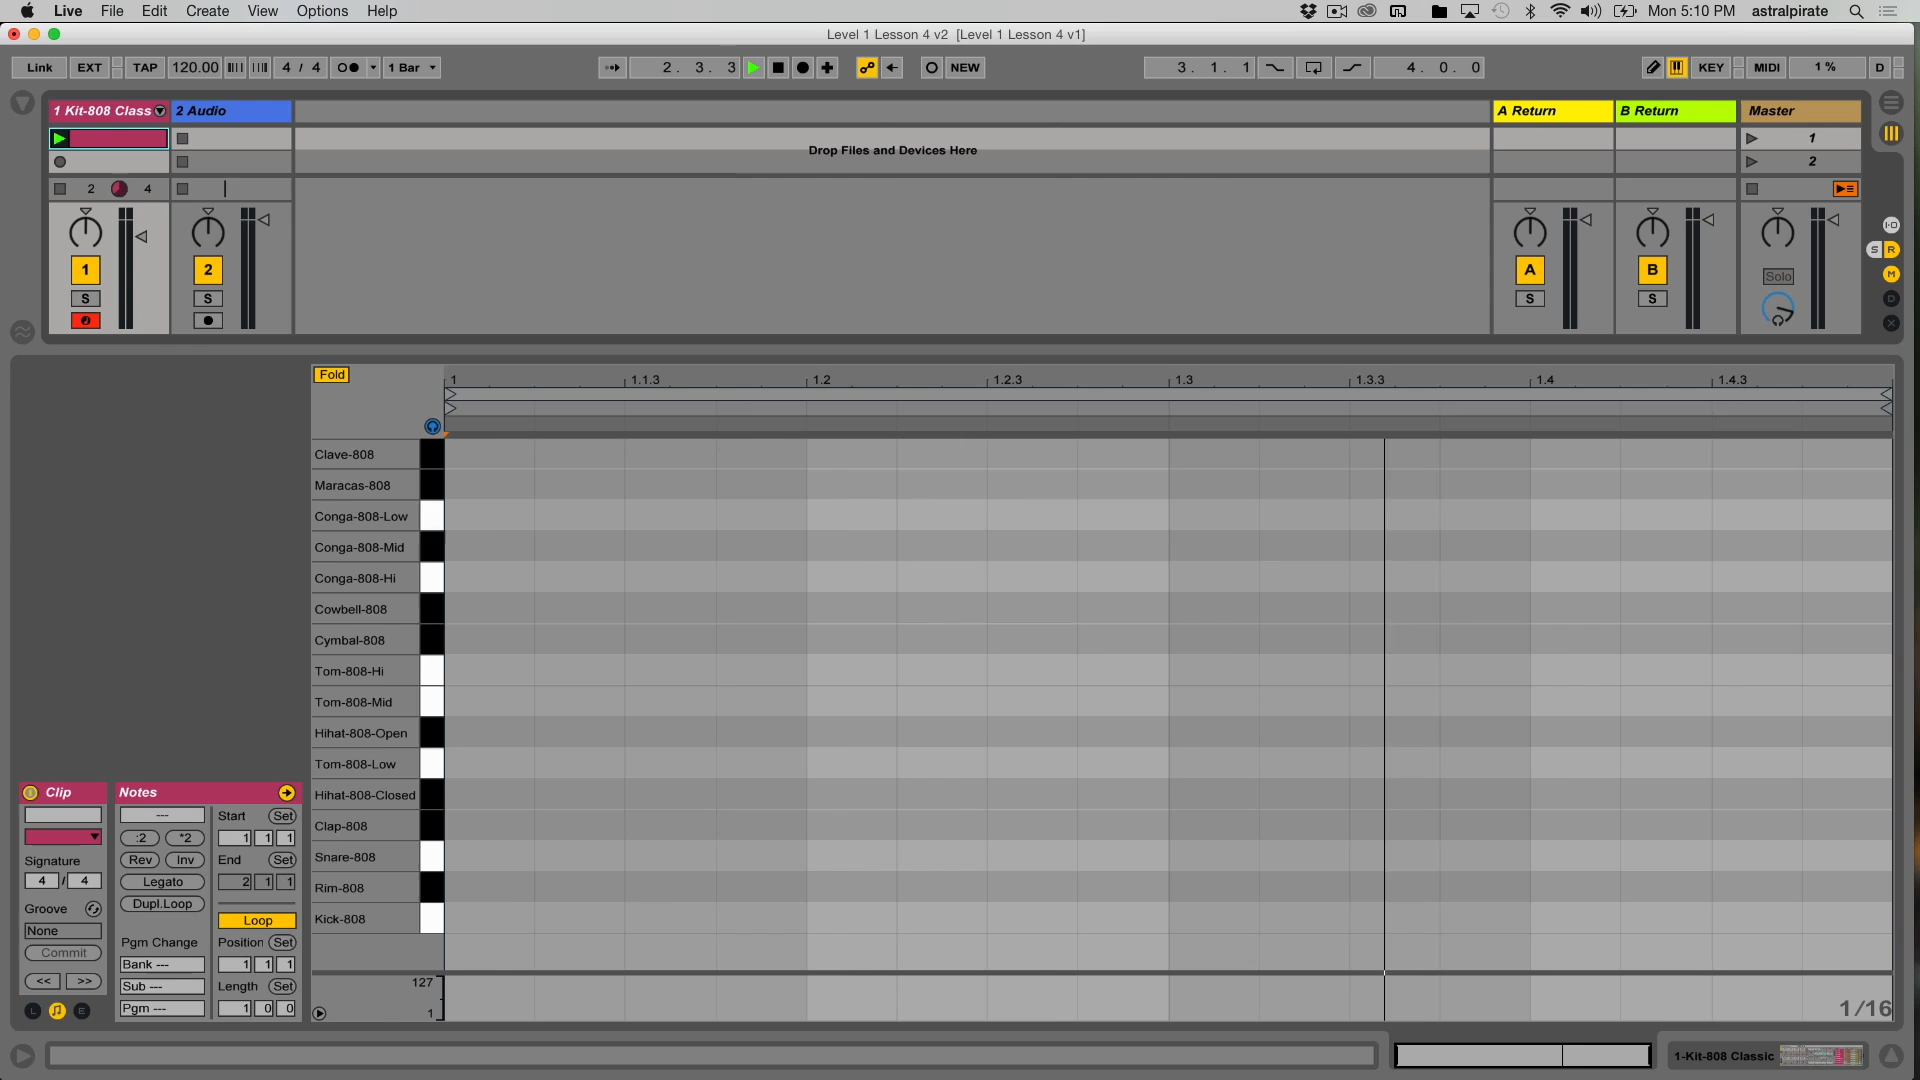 Live File Edit Create View Options Help Mon 5:10 PM astralpirate
Level 1 Lesson 4 v2 [Level 1 Lesson 4 v1]
Link EXT TAP 120.00 4 / 4 1 Bar 2. 3. 3 NEW 3. 1. 1 4. 0. 0 KEY MIDI 1 % D
1 Kit-808 Class 2 Audio A Return B Return Master
1
Drop Files and Devices Here
2
2 4
I-O
S R
1 2 A B M
Solo
S S S S D
Fold
1 1.1.3 1.2 1.2.3 1.3 1.3.3 1.4 1.4.3
Clave-808
Maracas-808
Conga-808-Low
Conga-808-Mid
Conga-808-Hi
Cowbell-808
Cymbal-808
Tom-808-Hi
Tom-808-Mid
Hihat-808-Open
Tom-808-Low
Hihat-808-Closed
Clap-808
Snare-808
Rim-808
Kick-808
Clip Notes
--- Start Set
:2 *2 1 1 1
Signature Rev Inv End Set
4 / 4 Legato 2 1 1
Groove Dupl.Loop
None Loop
Commit Pgm Change Position Set
Bank --- 1 1 1
<< >> Sub --- Length Set
L E Pgm --- 1 0 0
127
1
1/16
1-Kit-808 Classic